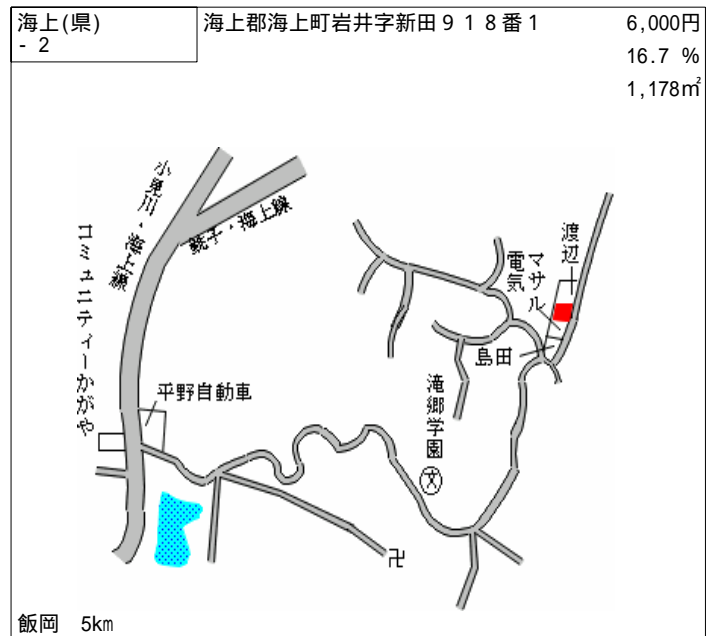 海上(県)
- 2
海上郡海上町岩井字新田918番1
6,000円
16.7 %
1,178㎡
小見川・海上線
銚子・海上線
コミュニティーかがや
平野自動車
渡辺
マサル
電気
島田
滝郷学園
文
卍
飯岡 5km